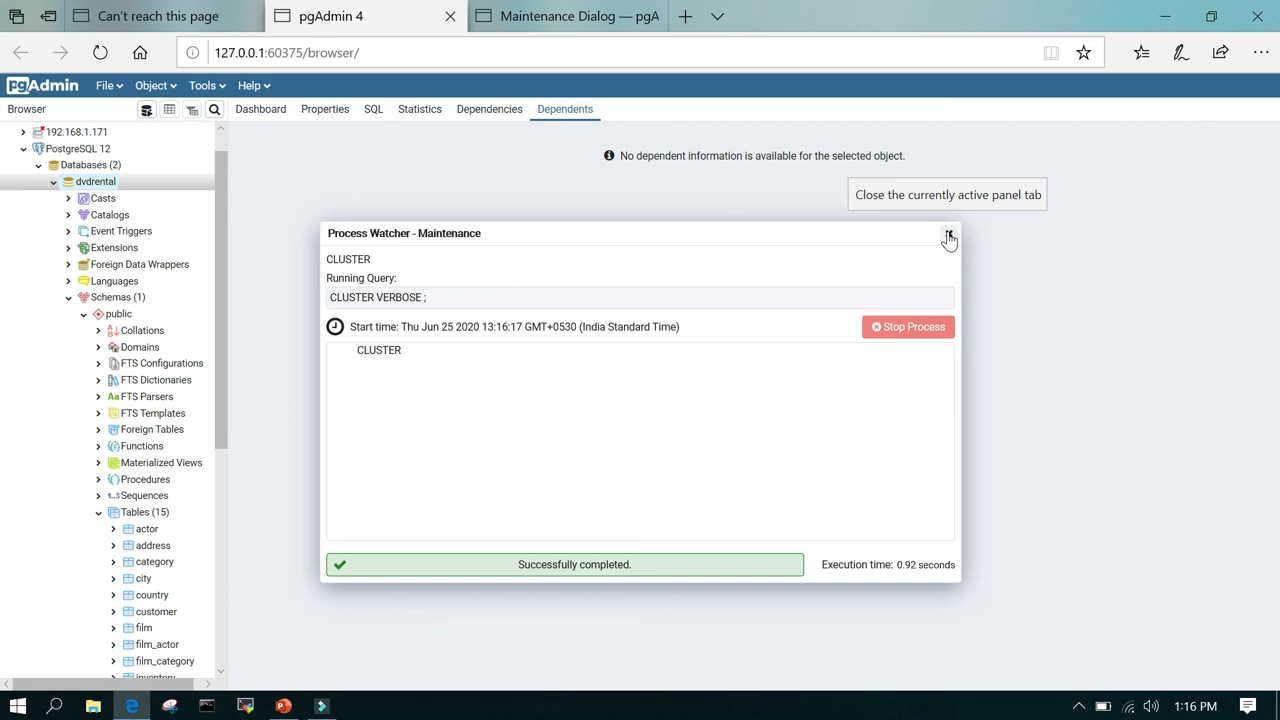 Can't reach this page
pgAdmin 4
Maintenance Dialog — pgA
127.0.0.1:60375/browser/
pgAdmin
File
Object
Tools
Help
Browser
Dashboard
Properties
SQL
Statistics
Dependencies
Dependents
192.168.1.171
PostgreSQL 12
Databases (2)
dvdrental
Casts
Catalogs
Event Triggers
Extensions
Foreign Data Wrappers
Languages
Schemas (1)
public
Collations
Domains
FTS Configurations
FTS Dictionaries
Aa FTS Parsers
FTS Templates
Foreign Tables
Functions
Materialized Views
Procedures
1..3 Sequences
Tables (15)
actor
address
category
city
country
customer
film
film_actor
film_category
inventory
No dependent information is available for the selected object.
Close the currently active panel tab
Process Watcher - Maintenance
CLUSTER
Running Query:
CLUSTER VERBOSE ;
Start time: Thu Jun 25 2020 13:16:17 GMT+0530 (India Standard Time)
Stop Process
CLUSTER
Successfully completed.
Execution time: 0.92 seconds
1:16 PM